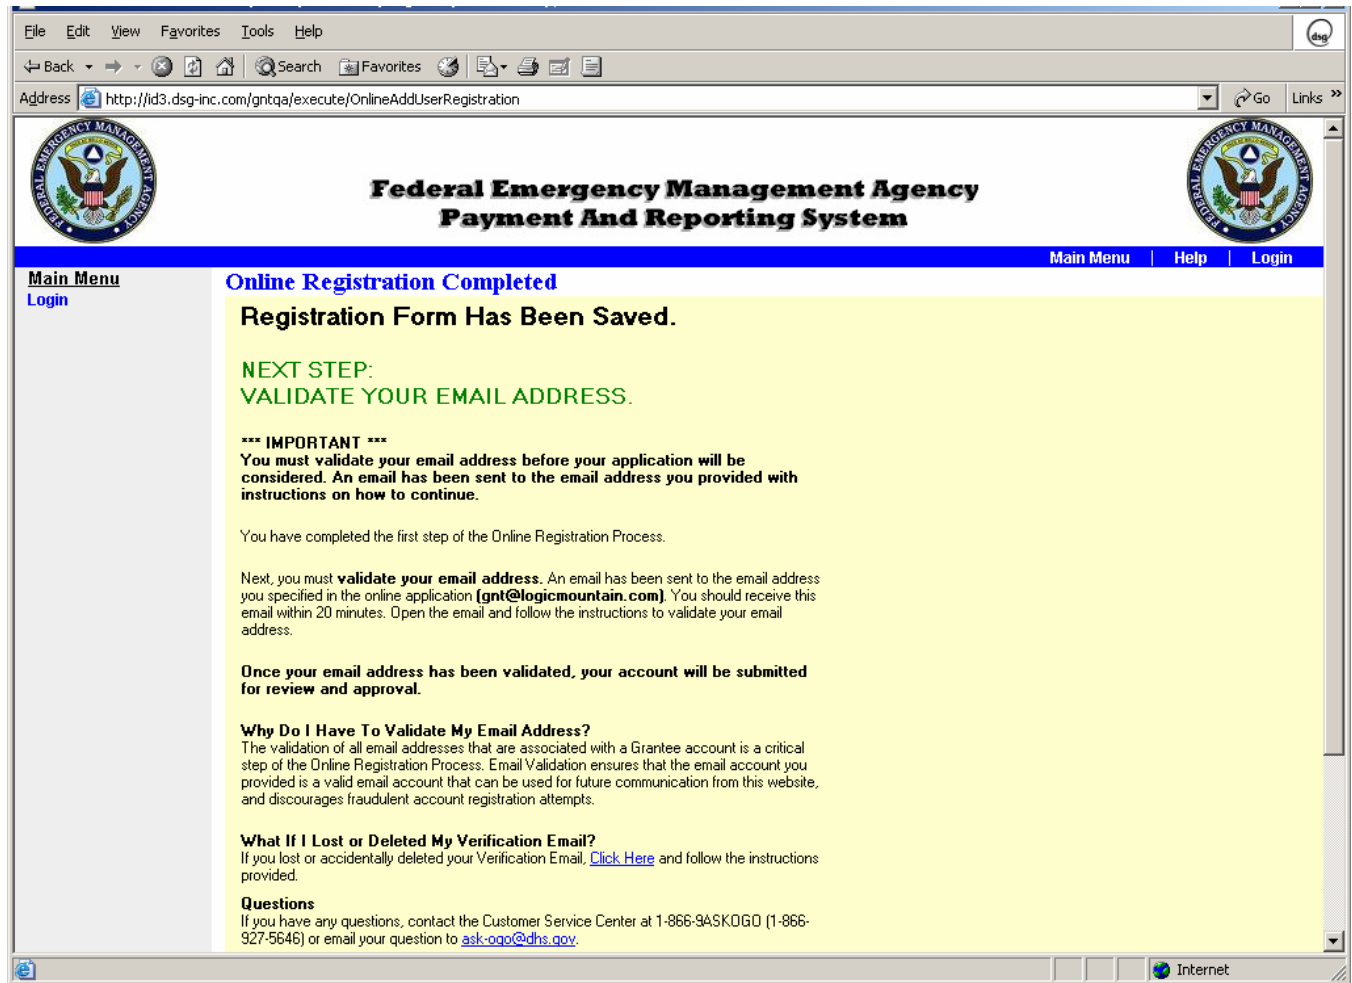 File Edit View Favorites Tools Help
dsg
Back Search Favorites
Address http://id3.dsg-inc.com/gntqa/execute/OnlineAddUserRegistration Go Links »
FEDERAL EMERGENCY MANAGEMENT AGENCY
FEDERAL EMERGENCY MANAGEMENT AGENCY
Federal Emergency Management Agency
Payment And Reporting System
Main Menu | Help | Login
Main Menu
Login
Online Registration Completed
Registration Form Has Been Saved.
NEXT STEP:
VALIDATE YOUR EMAIL ADDRESS.
*** IMPORTANT ***
You must validate your email address before your application will be
considered. An email has been sent to the email address you provided with
instructions on how to continue.
You have completed the first step of the Online Registration Process.
Next, you must validate your email address. An email has been sent to the email address
you specified in the online application (gnt@logicmountain.com). You should receive this
email within 20 minutes. Open the email and follow the instructions to validate your email
address.
Once your email address has been validated, your account will be submitted
for review and approval.
Why Do I Have To Validate My Email Address?
The validation of all email addresses that are associated with a Grantee account is a critical
step of the Online Registration Process. Email Validation ensures that the email account you
provided is a valid email account that can be used for future communication from this website,
and discourages fraudulent account registration attempts.
What If I Lost or Deleted My Verification Email?
If you lost or accidentally deleted your Verification Email, Click Here and follow the instructions
provided.
Questions
If you have any questions, contact the Customer Service Center at 1-866-9ASKOGO (1-866-
927-5646) or email your question to ask-ogo@dhs.gov.
Internet